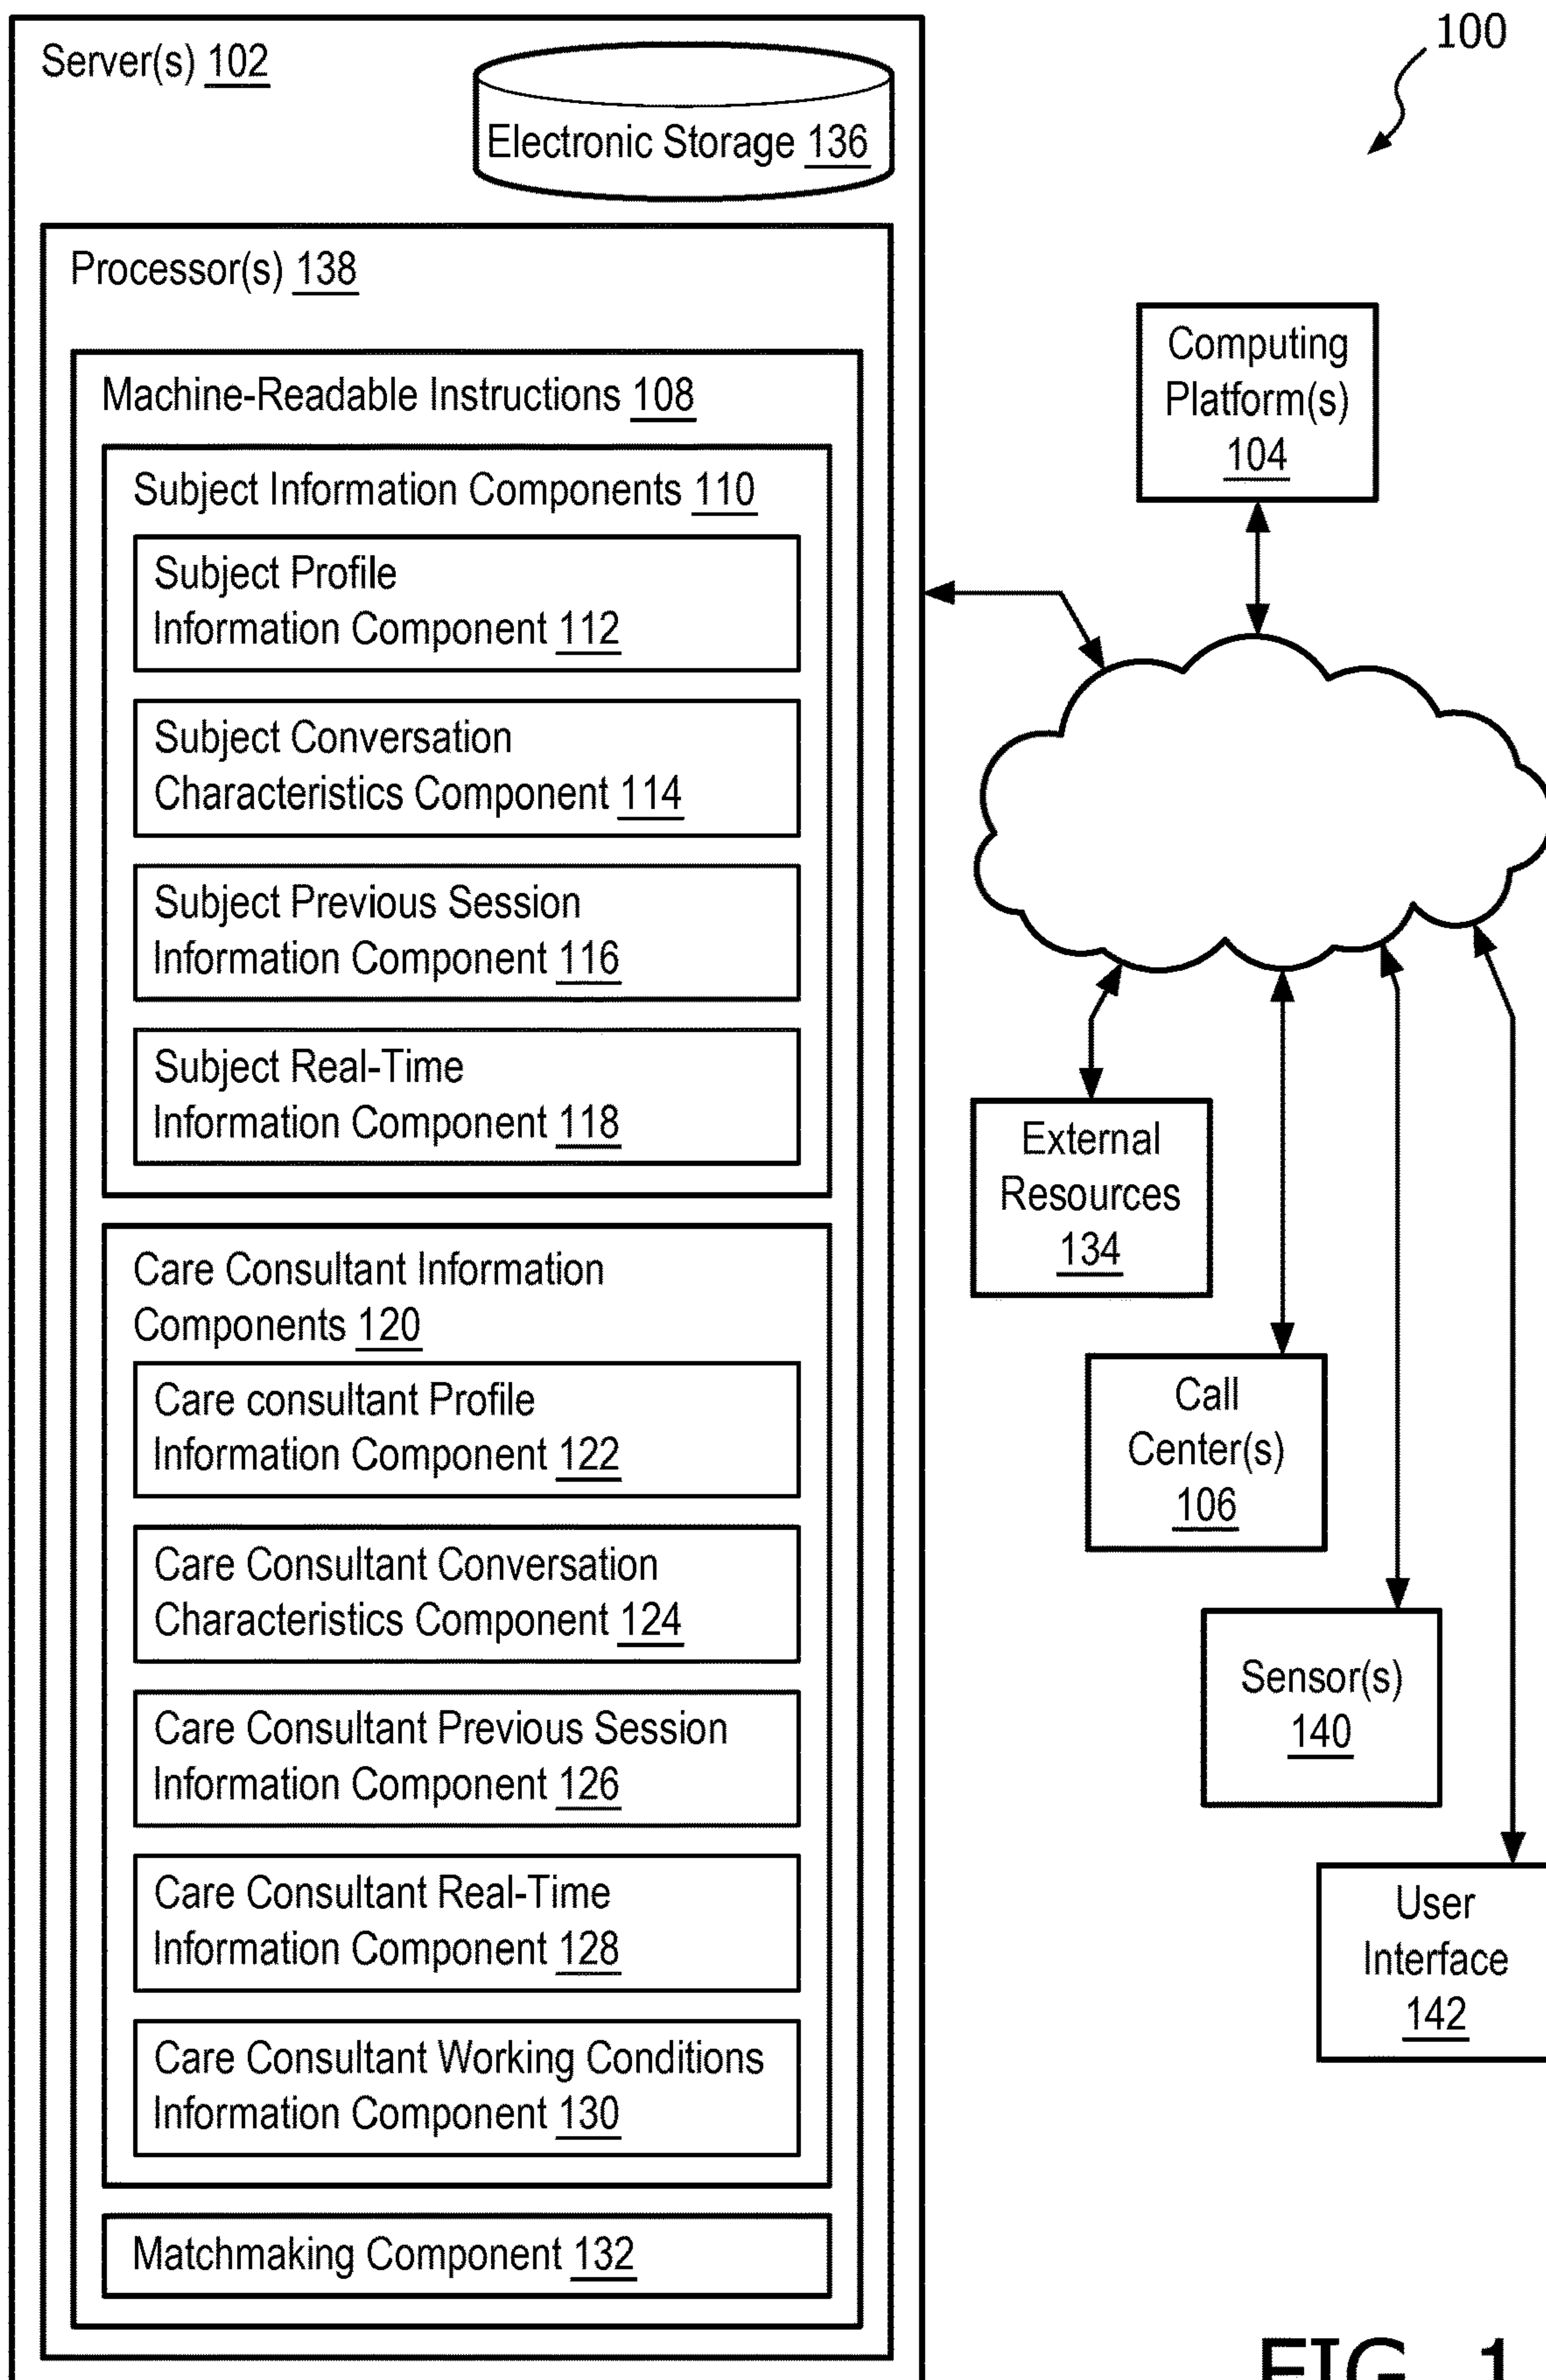 100
Server(s) 102
Electronic Storage 136
Processor(s) 138
Machine-Readable Instructions 108
Subject Information Components 110
Subject Profile
Information Component 112
Subject Conversation
Characteristics Component 114
Subject Previous Session
Information Component 116
Subject Real-Time
Information Component 118
Care Consultant Information
Components 120
Care consultant Profile
Information Component 122
Care Consultant Conversation
Characteristics Component 124
Care Consultant Previous Session
Information Component 126
Care Consultant Real-Time
Information Component 128
Care Consultant Working Conditions
Information Component 130
Matchmaking Component 132
Computing
Platform(s)
104
External
Resources
134
Call
Center(s)
106
Sensor(s)
140
User
Interface
142
FIG. 1